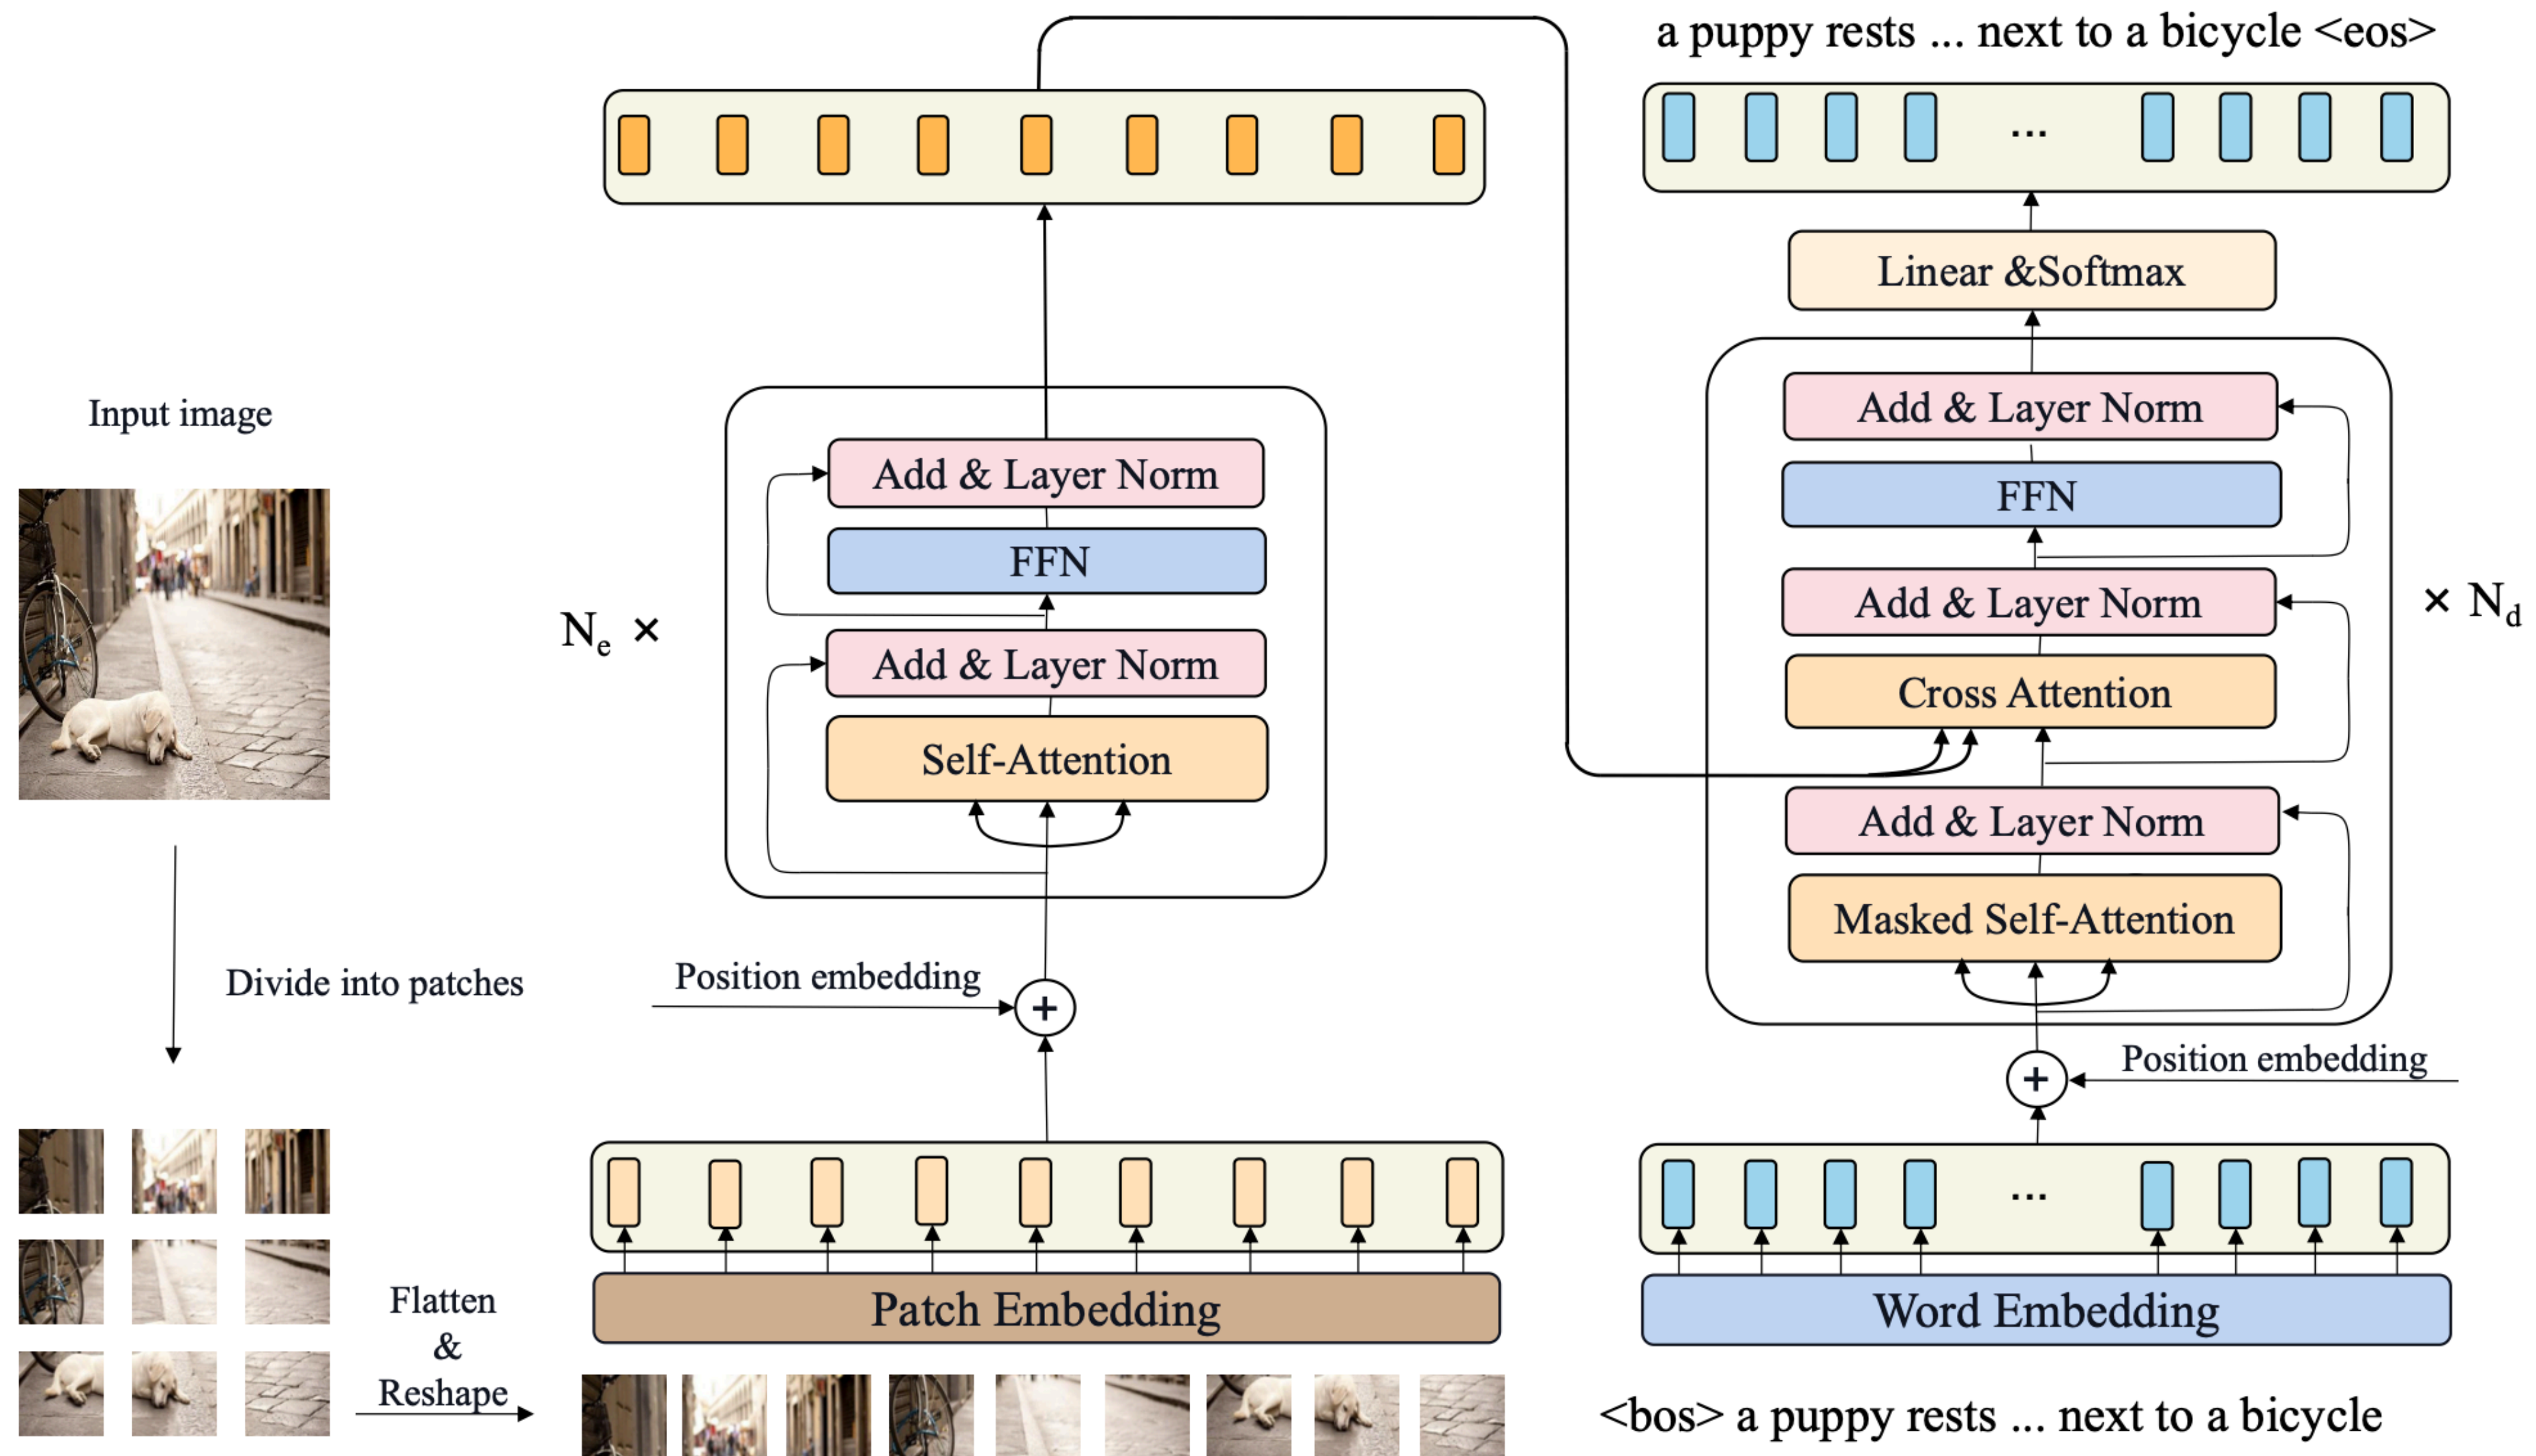 Input image
Divide into patches
Flatten
&
Reshape
Add & Layer Norm
FFN
Add & Layer Norm
Self-Attention
Nₑ ×
Position embedding
+
Patch Embedding
a puppy rests ... next to a bicycle <eos>
...
Linear &Softmax
Add & Layer Norm
FFN
Add & Layer Norm
Cross Attention
Add & Layer Norm
Masked Self-Attention
× N_d
Position embedding
+
...
Word Embedding
<bos> a puppy rests ... next to a bicycle